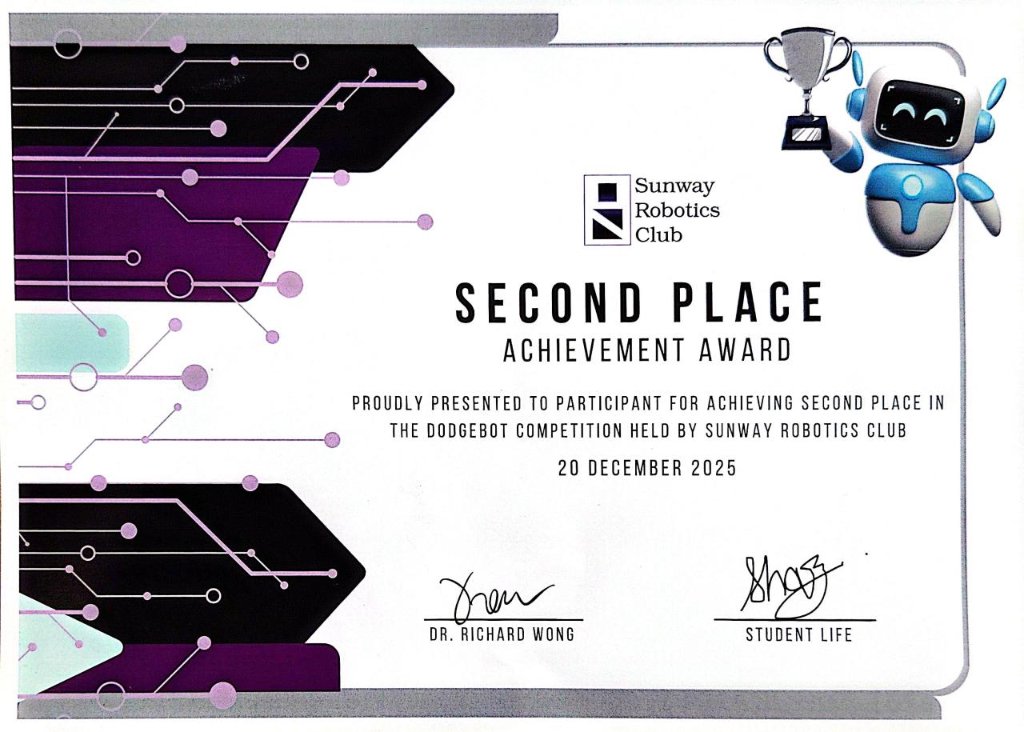 Sunway
Robotics
Club
SECOND PLACE
ACHIEVEMENT AWARD
PROUDLY PRESENTED TO PARTICIPANT FOR ACHIEVING SECOND PLACE IN
THE DODGEBOT COMPETITION HELD BY SUNWAY ROBOTICS CLUB
20 DECEMBER 2025
DR. RICHARD WONG
STUDENT LIFE